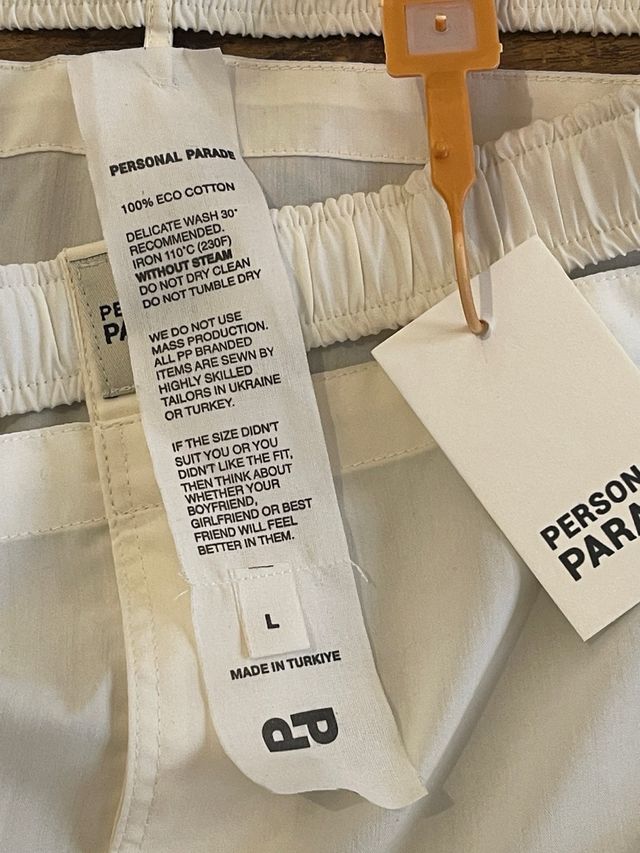 PERSONAL PARADE
100% ECO COTTON
DELICATE WASH 30°
RECOMMENDED.
IRON 110°C (230F)
WITHOUT STEAM
DO NOT DRY CLEAN
DO NOT TUMBLE DRY
WE DO NOT USE
MASS PRODUCTION.
ALL PP BRANDED
ITEMS ARE SEWN BY
HIGHLY SKILLED
TAILORS IN UKRAINE
OR TURKEY.
IF THE SIZE DIDN'T
SUIT YOU OR YOU
DIDN'T LIKE THE FIT,
THEN THINK ABOUT
WHETHER YOUR
BOYFRIEND,
GIRLFRIEND OR BEST
FRIEND WILL FEEL
BETTER IN THEM.
L
MADE IN TURKIYE
PP
PE
PA
PERSON
PARA